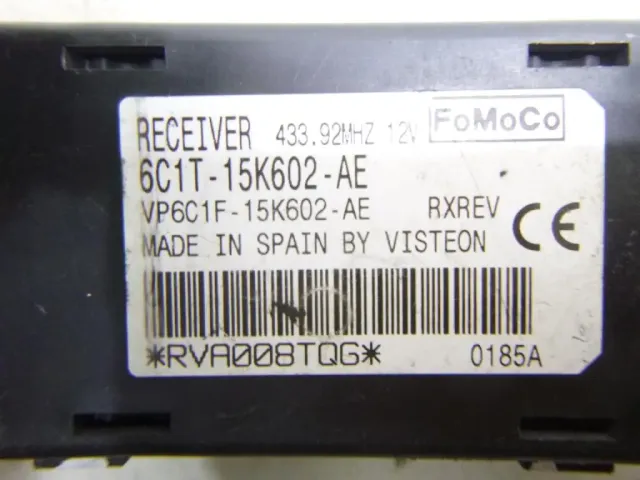 RECEIVER 433.92MHZ 12V FoMoCo
6C1T-15K602-AE
VP6C1F-15K602-AE RXREV CE
MADE IN SPAIN BY VISTEON
*RVA008TQG* 0185A